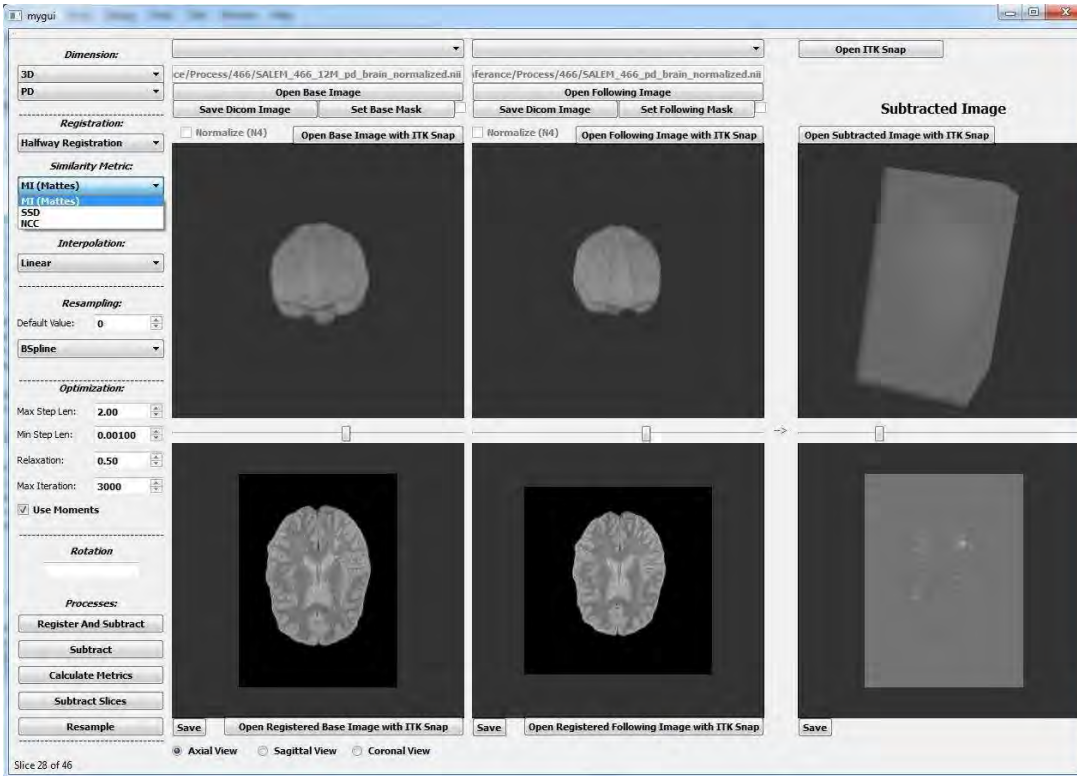 mygui
Dimension:
3D
PD
Registration:
Halfway Registration
Similarity Metric:
MI (Mattes)
MI (Mattes)
SSD
NCC
Interpolation:
Linear
Resampling:
Default Value: 0
BSpline
Optimization:
Max Step Len: 2.00
Min Step Len: 0.00100
Relaxation: 0.50
Max Iteration: 3000
Use Moments
Rotation
Processes:
Register And Subtract
Subtract
Calculate Metrics
Subtract Slices
Resample
Slice 28 of 46
ce/Process/466/SALEM_466_12M_pd_brain_normalized.nii
Open Base Image
Save Dicom Image Set Base Mask
Normalize (N4) Open Base Image with ITK Snap
Save Open Registered Base Image with ITK Snap
Axial View Sagittal View Coronal View
ferance/Process/466/SALEM_466_pd_brain_normalized.nii
Open Following Image
Save Dicom Image Set Following Mask
Normalize (N4) Open Following Image with ITK Snap
Save Open Registered Following Image with ITK Snap
-->
Open ITK Snap
Subtracted Image
Open Subtracted Image with ITK Snap
Save